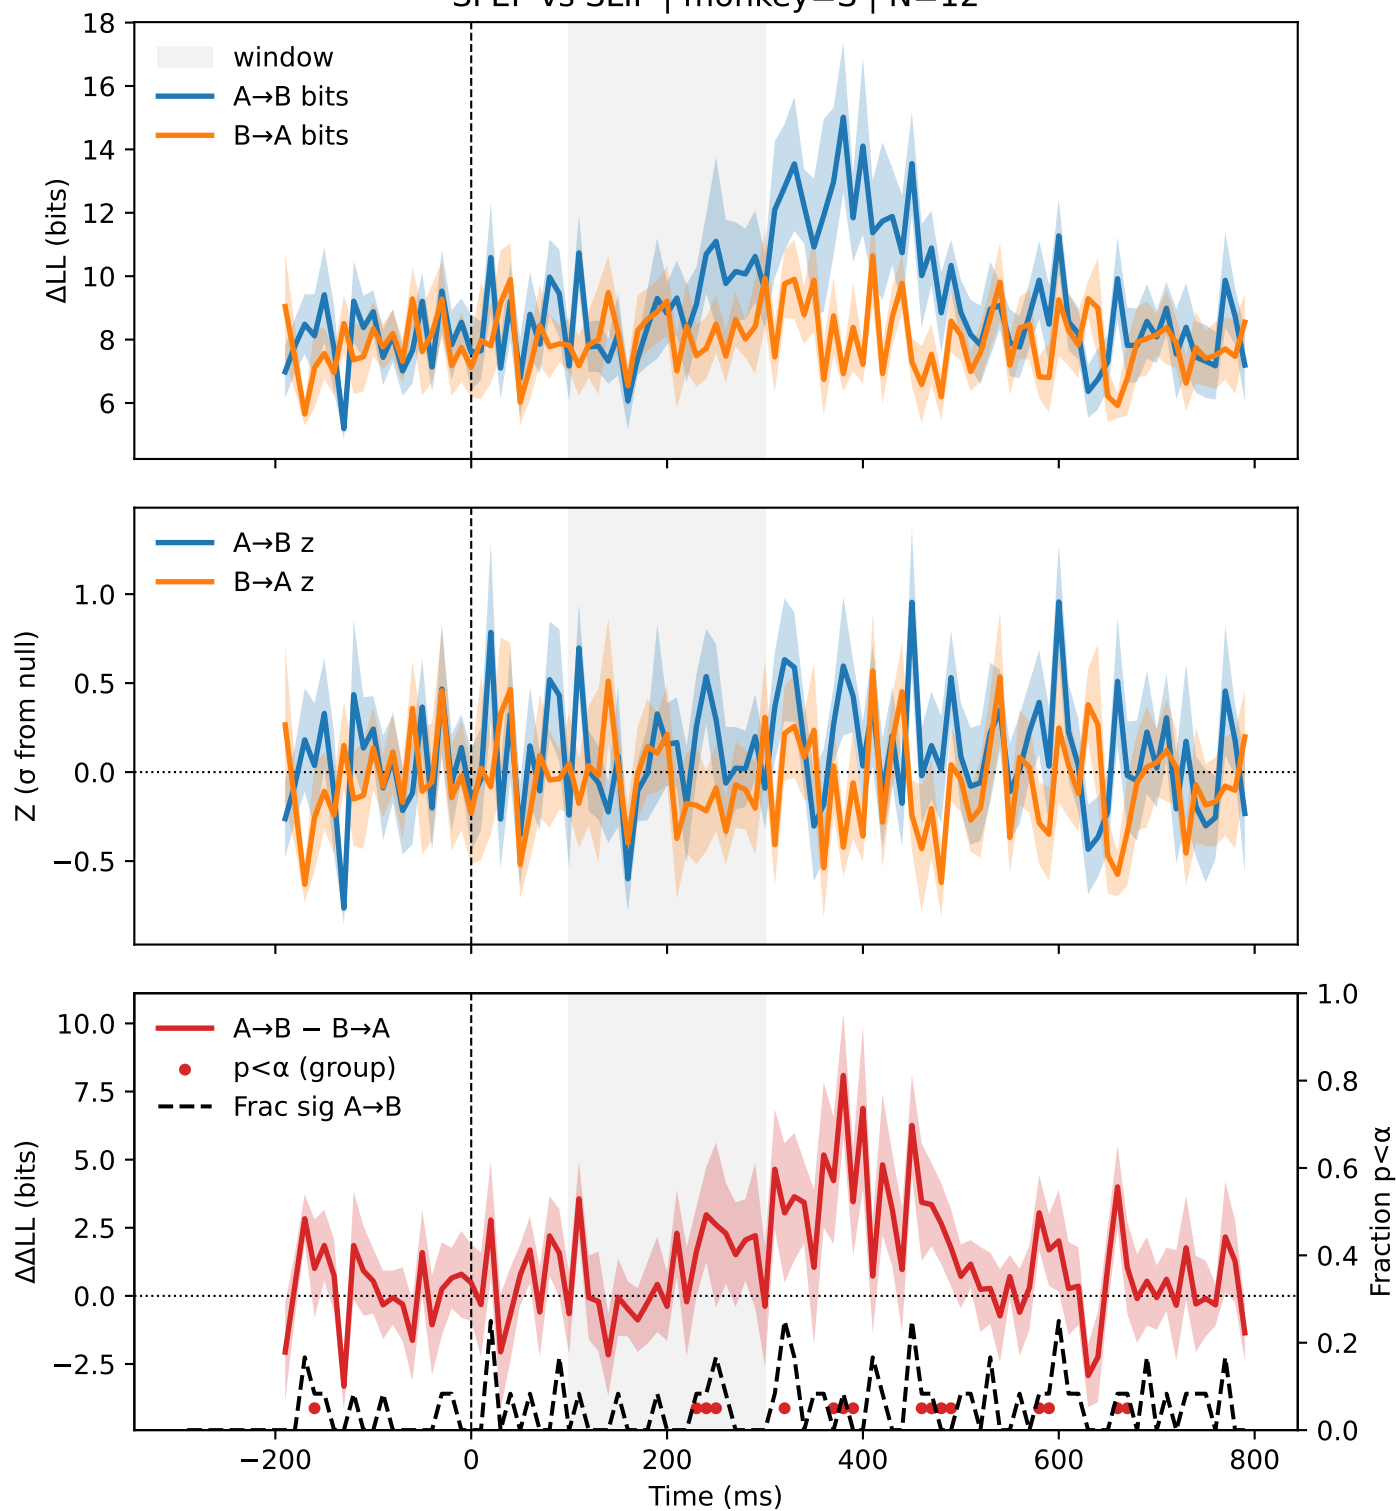 window
A→B bits
B→A bits
ΔLL (bits)
18
16
14
12
10
8
6
A→B z
B→A z
Z (σ from null)
1.0
0.5
0.0
−0.5
A→B − B→A
p<α (group)
Frac sig A→B
ΔΔLL (bits)
10.0
7.5
5.0
2.5
0.0
−2.5
1.0
0.8
0.6
0.4
0.2
0.0
Fraction p<α
−200 0 200 400 600 800
Time (ms)